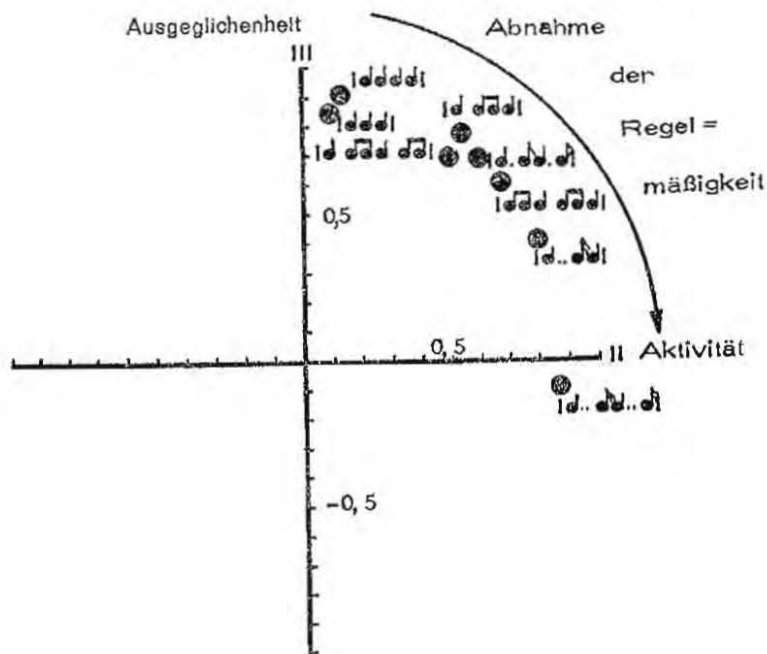 Ausgeglichenheit
III
Abnahme
der
Regel=
mäßigkeit
0,5
0,5
II Aktivität
-0,5